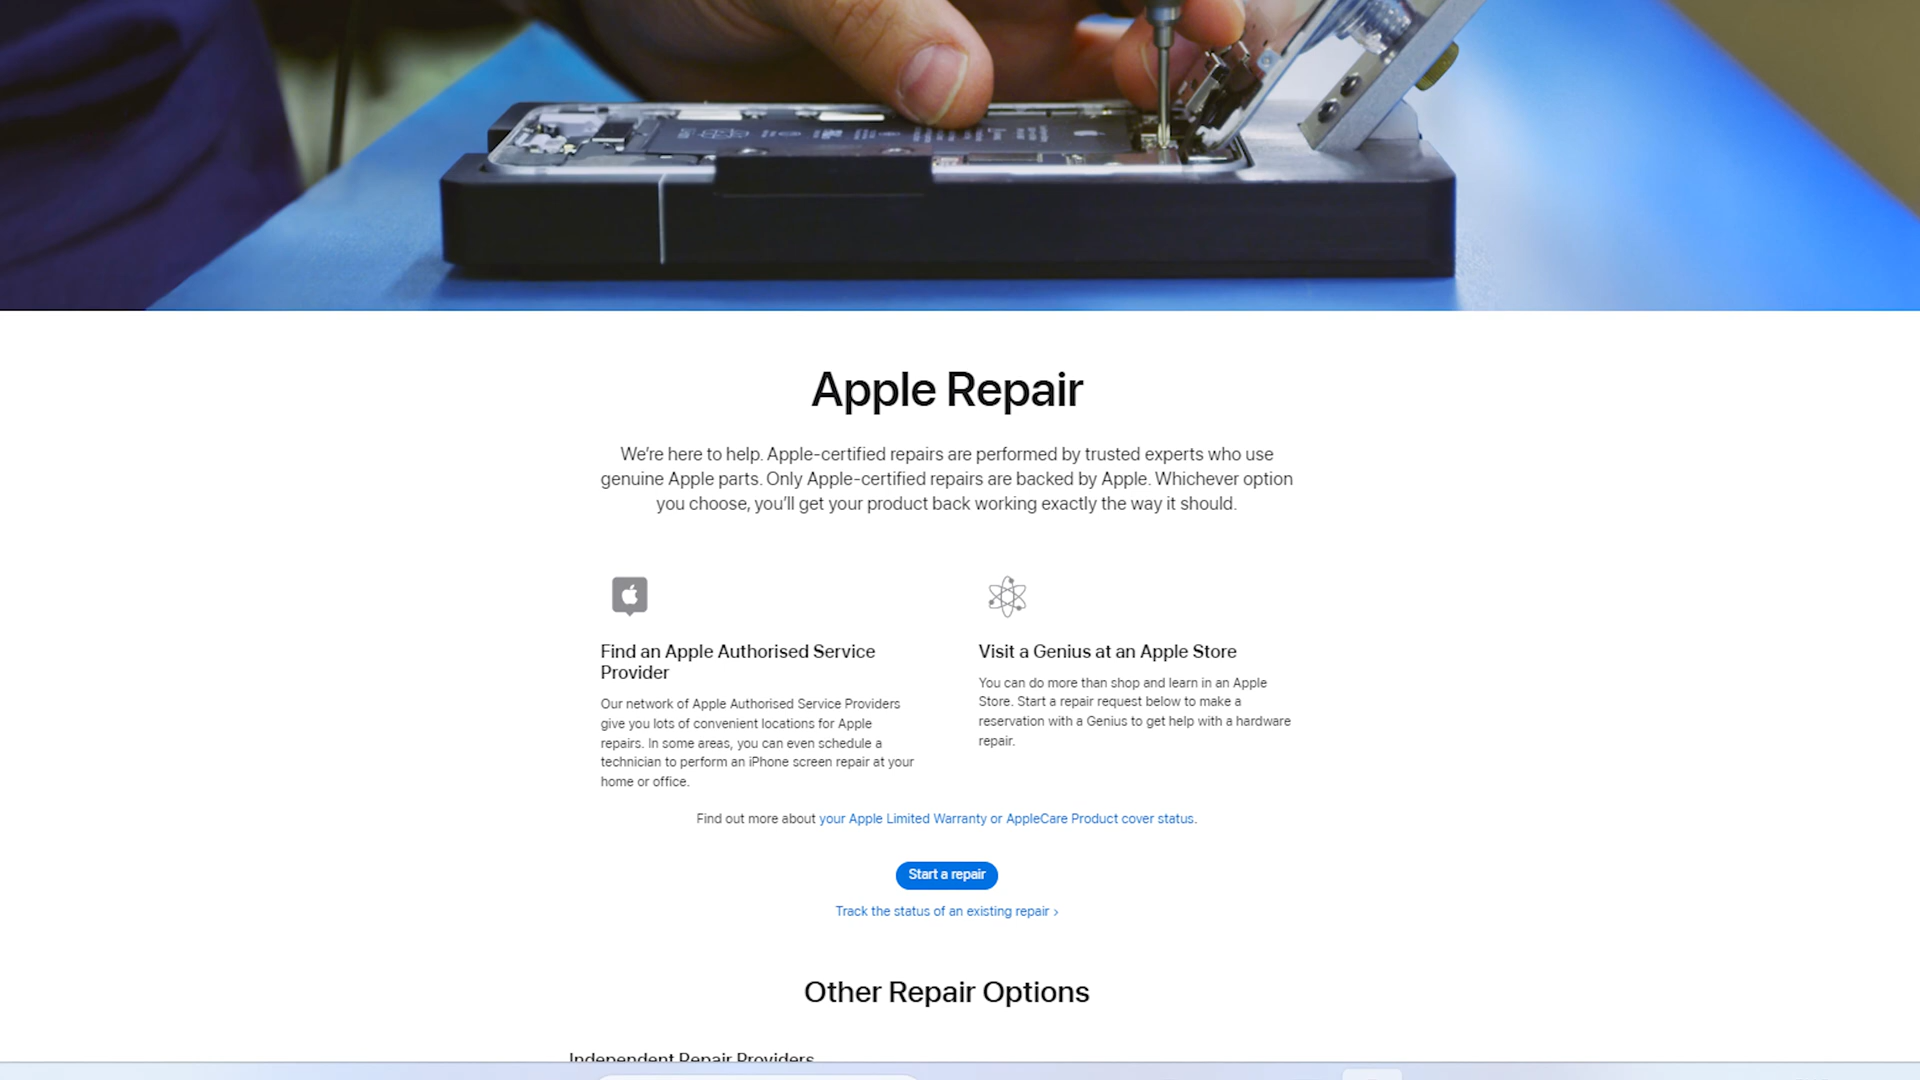 Apple Repair
We’re here to help. Apple-certified repairs are performed by trusted experts who use
genuine Apple parts. Only Apple-certified repairs are backed by Apple. Whichever option
you choose, you’ll get your product back working exactly the way it should.
Find an Apple Authorised Service
Provider
Our network of Apple Authorised Service Providers
give you lots of convenient locations for Apple
repairs. In some areas, you can even schedule a
technician to perform an iPhone screen repair at your
home or office.
Visit a Genius at an Apple Store
You can do more than shop and learn in an Apple
Store. Start a repair request below to make a
reservation with a Genius to get help with a hardware
repair.
Find out more about your Apple Limited Warranty or AppleCare Product cover status.
Start a repair
Track the status of an existing repair ›
Other Repair Options
Independent Repair Providers